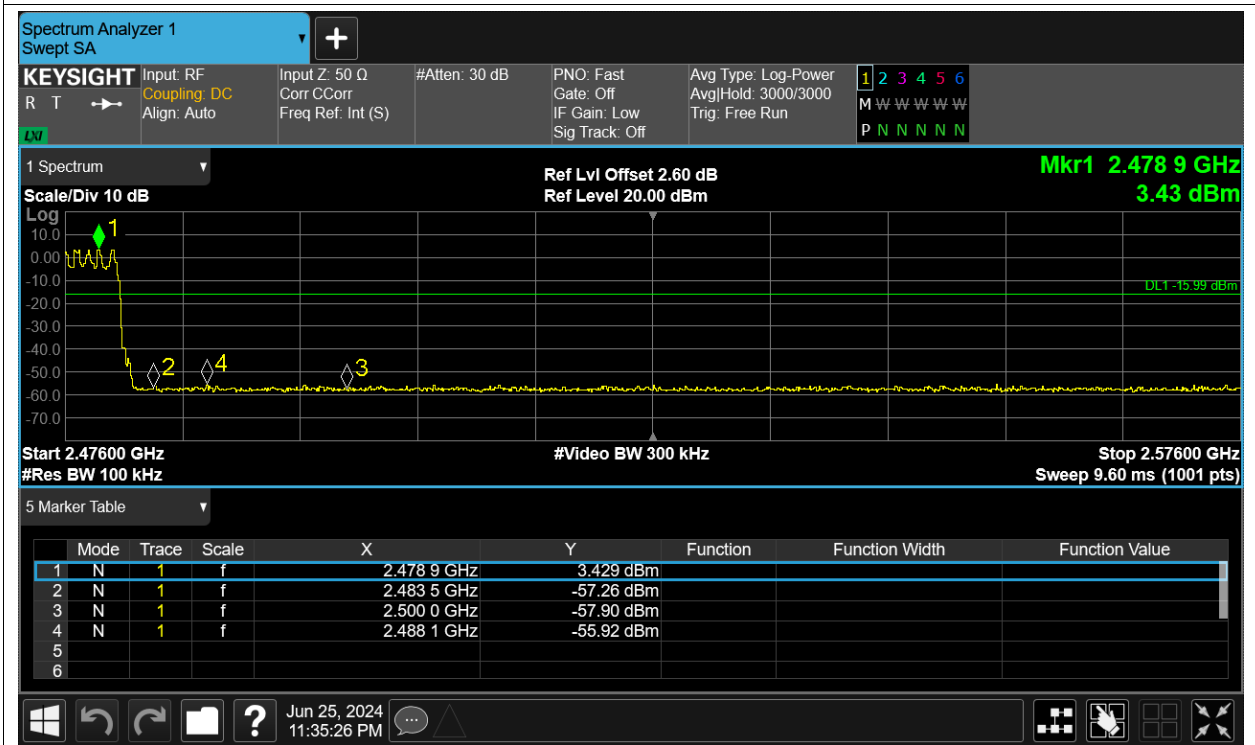 Spectrum Analyzer 1
Swept SA
+
KEYSIGHT
R T
LXI
Input: RF
Coupling: DC
Align: Auto
Input Z: 50 Ω
Corr CCorr
Freq Ref: Int (S)
#Atten: 30 dB
PNO: Fast
Gate: Off
IF Gain: Low
Sig Track: Off
Avg Type: Log-Power
Avg|Hold: 3000/3000
Trig: Free Run
1 2 3 4 5 6
M W W W W W
P N N N N N
1 Spectrum
Scale/Div 10 dB
Ref Lvl Offset 2.60 dB
Ref Level 20.00 dBm
Mkr1 2.478 9 GHz
3.43 dBm
Log
10.0
0.00
-10.0
-20.0
-30.0
-40.0
-50.0
-60.0
-70.0
1
2
4
3
DL1 -15.99 dBm
Start 2.47600 GHz
#Video BW 300 kHz
Stop 2.57600 GHz
#Res BW 100 kHz
Sweep 9.60 ms (1001 pts)
5 Marker Table
Mode Trace Scale X Y Function Function Width Function Value
1 N 1 f 2.478 9 GHz 3.429 dBm
2 N 1 f 2.483 5 GHz -57.26 dBm
3 N 1 f 2.500 0 GHz -57.90 dBm
4 N 1 f 2.488 1 GHz -55.92 dBm
5
6
?
Jun 25, 2024
11:35:26 PM